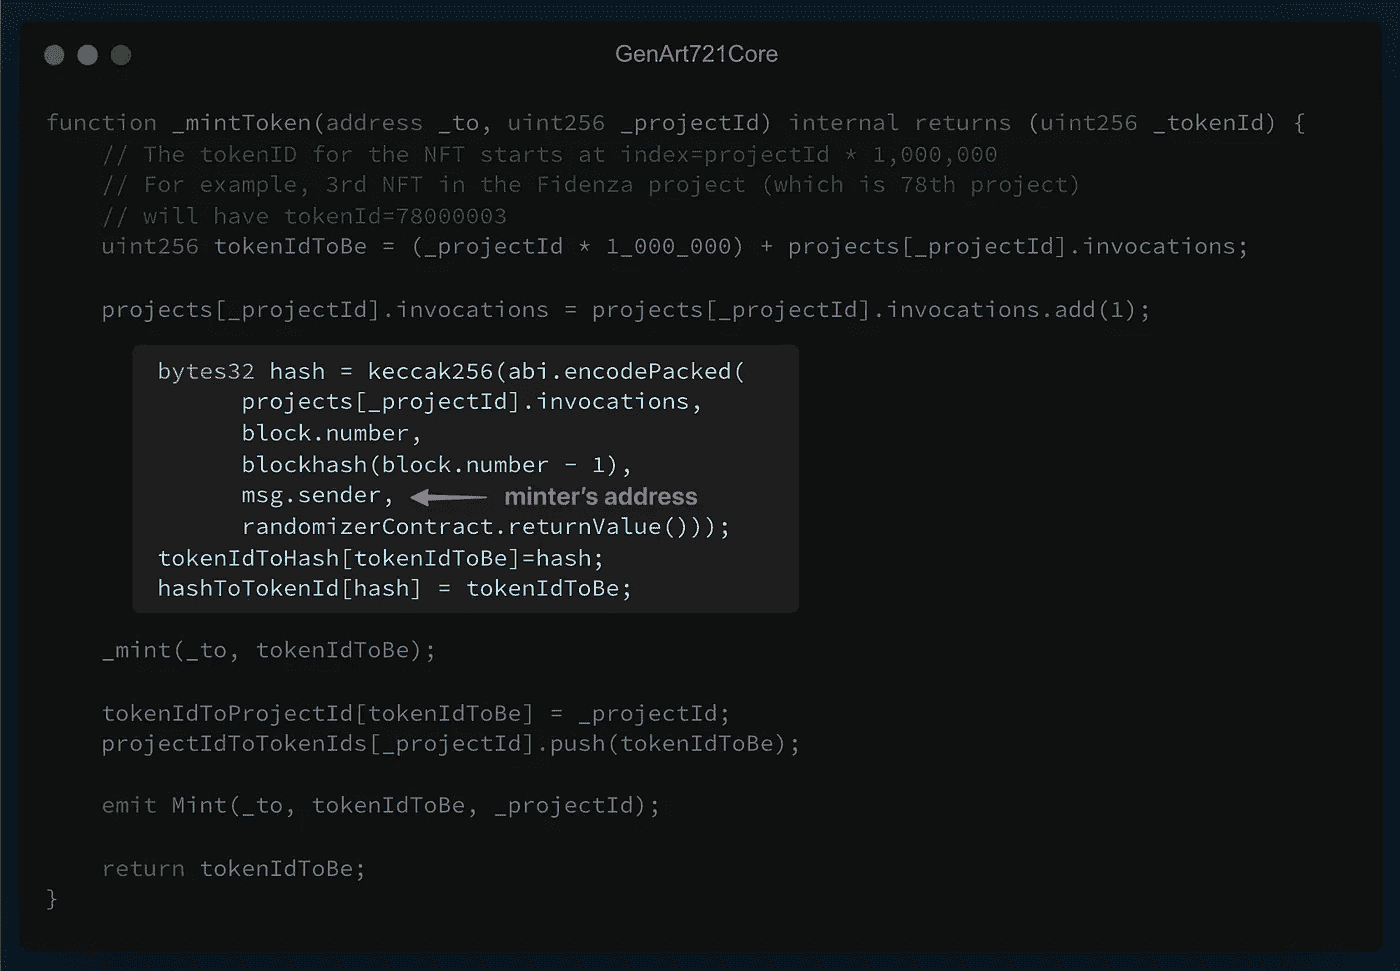 GenArt721Core
function _mintToken(address _to, uint256 _projectId) internal returns (uint256 _tokenId) {
// The tokenID for the NFT starts at index=projectId * 1,000,000
// For example, 3rd NFT in the Fidenza project (which is 78th project)
// will have tokenId=78000003
uint256 tokenIdToBe = (_projectId * 1_000_000) + projects[_projectId].invocations;
projects[_projectId].invocations = projects[_projectId].invocations.add(1);
bytes32 hash = keccak256(abi.encodePacked(
projects[_projectId].invocations,
block.number,
blockhash(block.number - 1),
msg.sender, minter's address
randomizerContract.returnValue()));
tokenIdToHash[tokenIdToBe]=hash;
hashToTokenId[hash] = tokenIdToBe;
_mint(_to, tokenIdToBe);
tokenIdToProjectId[tokenIdToBe] = _projectId;
projectIdToTokenIds[_projectId].push(tokenIdToBe);
emit Mint(_to, tokenIdToBe, _projectId);
return tokenIdToBe;
}